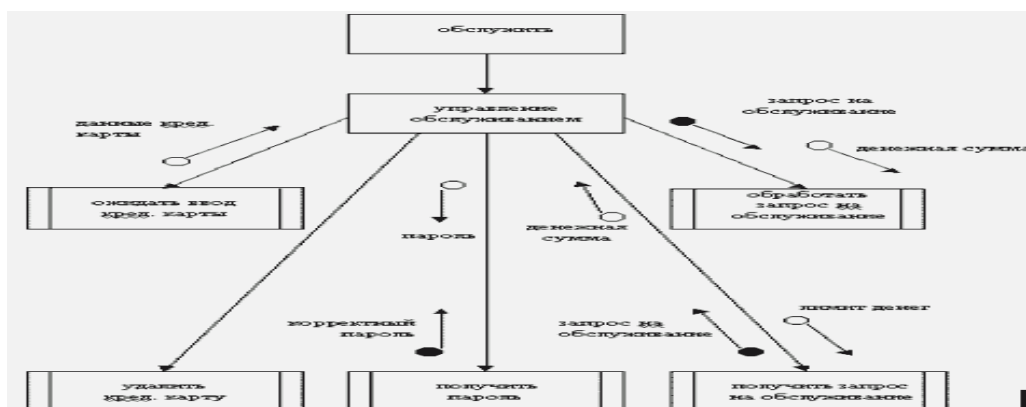 обслужить
управление
обслуживанием
данные кред.
карты
запрос на
обслуживание
денежная сумма
ожидать ввод
кред. карты
обработать
запрос на
обслуживание
пароль
денежная
сумма
корректный
пароль
запрос на
обслуживание
лимит денег
удалить
кред. карту
получить
пароль
получить запрос
на обслуживание